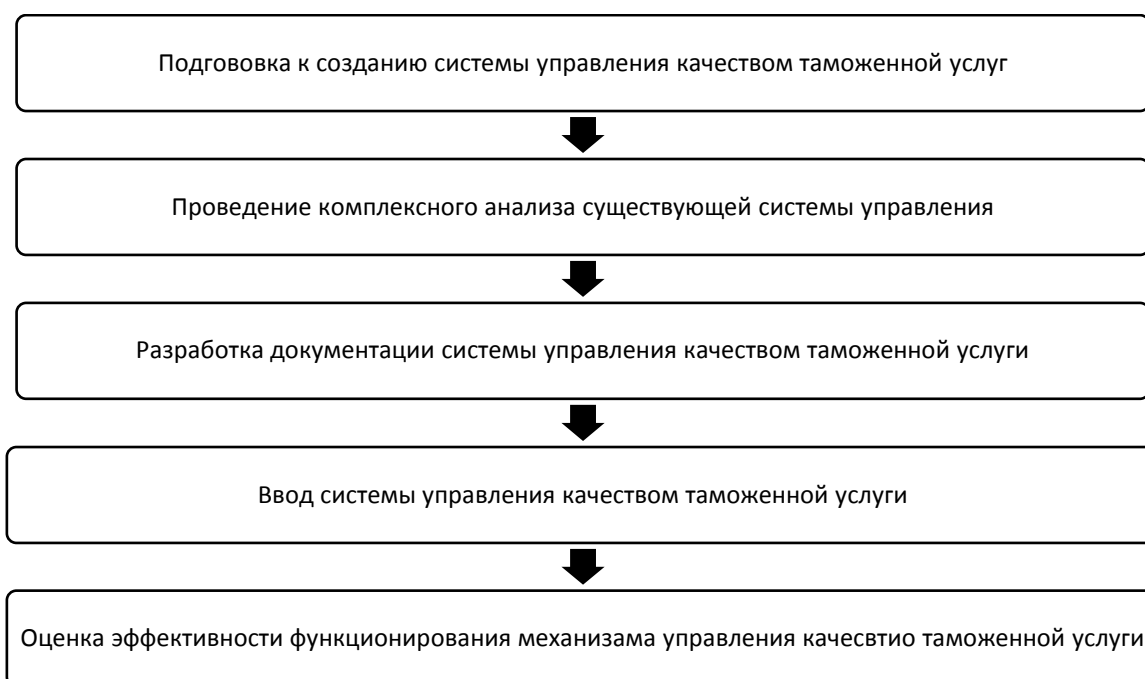 Подгововка к созданию системы управления качеством таможенной услуг
Проведение комплексного анализа существующей системы управления
Разработка документации системы управления качеством таможенной услуги
Ввод системы управления качеством таможенной услуги
Оценка эффективности функционирования механизама управления качесвтио таможенной услуги